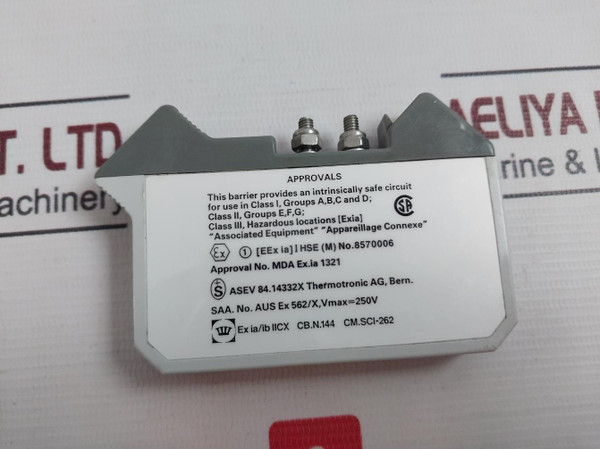 T. LTD
achinery
AELIYA
rine &
APPROVALS
This barrier provides an intrinsically safe circuit
for use in Class I, Groups A,B,C and D;
Class II, Groups E,F,G;
Class III, Hazardous locations [Exia]
"Associated Equipment" "Appareillage Connexe"
Ex 1 [EEx ia] I HSE (M) No.8570006
Approval No. MDA Ex.ia 1321
S ASEV 84.14332X Thermotronic AG, Bern.
SAA. No. AUS Ex 562/X,Vmax=250V
Ex ia/ib IICX CB.N.144 CM.SCI-262